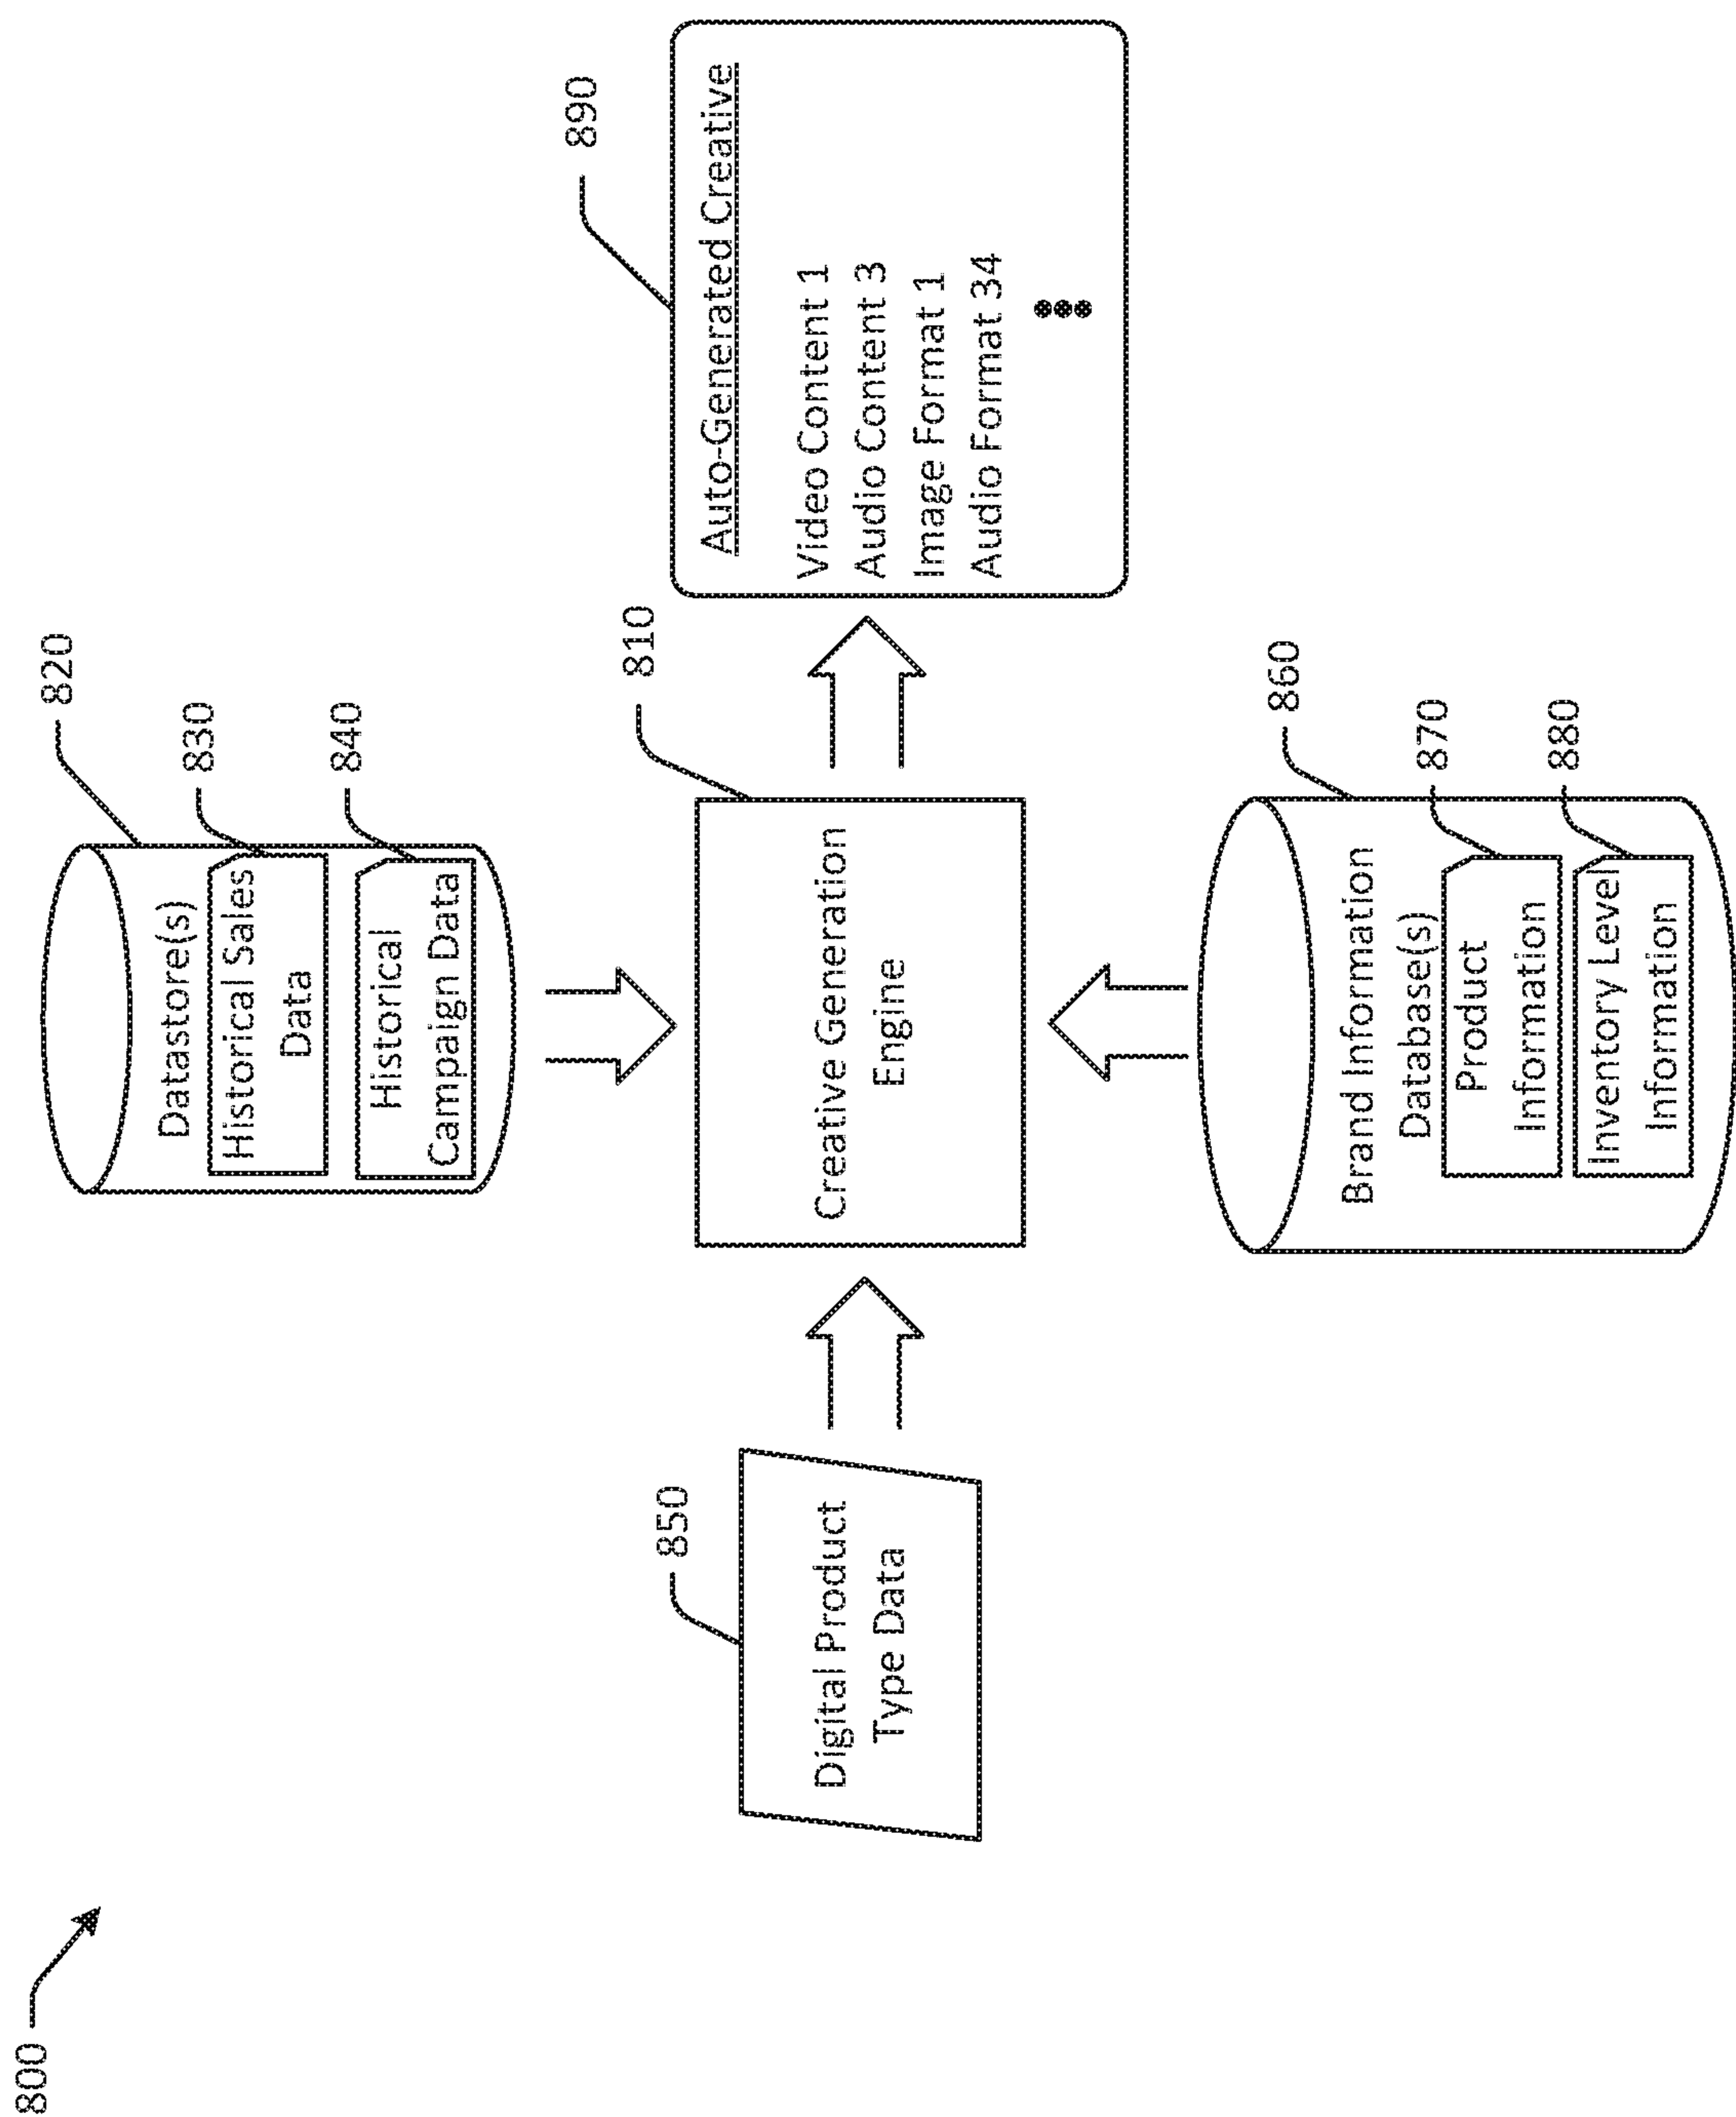 800
820
Datastore(s)
830
Historical Sales
Data
840
Historical
Campaign Data
850
Digital Product
Type Data
810
Creative Generation
Engine
890
Auto-Generated Creative
Video Content 1
Audio Content 3
Image Format 1
Audio Format 34
860
Brand Information
Database(s)
870
Product
Information
880
Inventory Level
Information